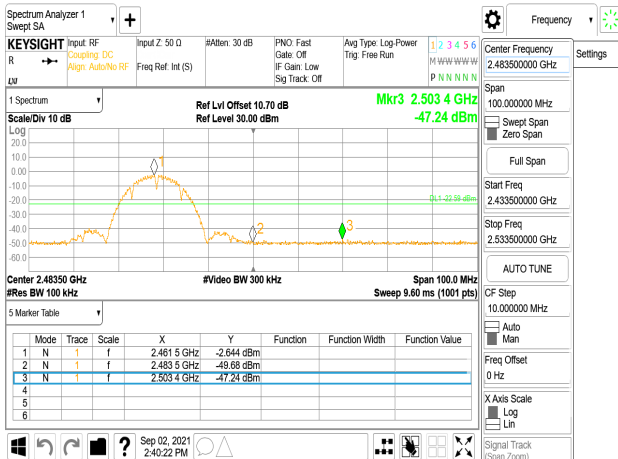 Spectrum Analyzer 1
Swept SA
Frequency
KEYSIGHT
R
Input: RF
Coupling: DC
Align: Auto/No RF
Input Z: 50 Ω
Freq Ref: Int (S)
#Atten: 30 dB
PNO: Fast
Gate: Off
IF Gain: Low
Sig Track: Off
Avg Type: Log-Power
Trig: Free Run
1 2 3 4 5 6
M W W W W W
P N N N N N
1 Spectrum
Scale/Div 10 dB
Ref Lvl Offset 10.70 dB
Ref Level 30.00 dBm
Mkr3 2.503 4 GHz
-47.24 dBm
Log
20.0
10.0
0.00
-10.0
-20.0
-30.0
-40.0
-50.0
-60.0
1
2
3
DL1 -23.59 dBm
Center 2.48350 GHz
#Res BW 100 kHz
#Video BW 300 kHz
Span 100.0 MHz
Sweep 9.60 ms (1001 pts)
5 Marker Table
Mode Trace Scale X Y Function Function Width Function Value
1 N 1 f 2.461 5 GHz -2.644 dBm
2 N 1 f 2.483 5 GHz -49.68 dBm
3 N 1 f 2.503 4 GHz -47.24 dBm
4
5
6
?
Sep 02, 2021
2:40:22 PM
Center Frequency
2.483500000 GHz
Settings
Span
100.000000 MHz
Swept Span
Zero Span
Full Span
Start Freq
2.433500000 GHz
Stop Freq
2.533500000 GHz
AUTO TUNE
CF Step
10.000000 MHz
Auto
Man
Freq Offset
0 Hz
X Axis Scale
Log
Lin
Signal Track
(Span Zoom)